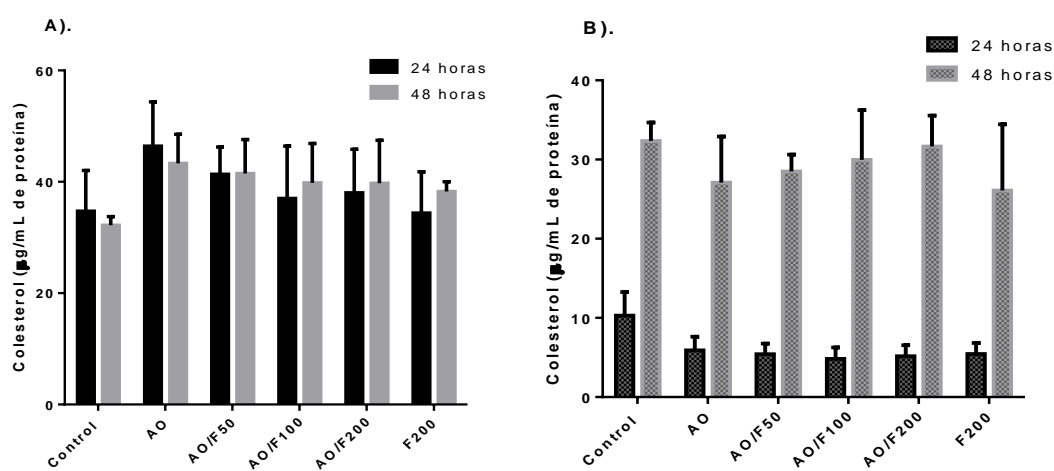 A).
24 horas
48 horas
Colesterol (µg/mL de proteína)
60
40
20
0
Control
AO
AO/F50
AO/F100
AO/F200
F200
B).
24 horas
48 horas
Colesterol (µg/mL de proteína)
40
30
20
10
0
Control
AO
AO/F50
AO/F100
AO/F200
F200